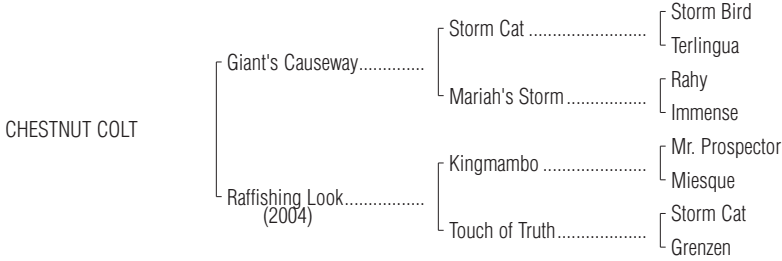 Storm Bird
Storm Cat ........................
Terlingua
Giant's Causeway..............
Rahy
Mariah's Storm .................
Immense
CHESTNUT COLT
Mr. Prospector
Kingmambo ......................
Miesque
Raffishing Look.................
(2004)
Storm Cat
Touch of Truth...................
Grenzen